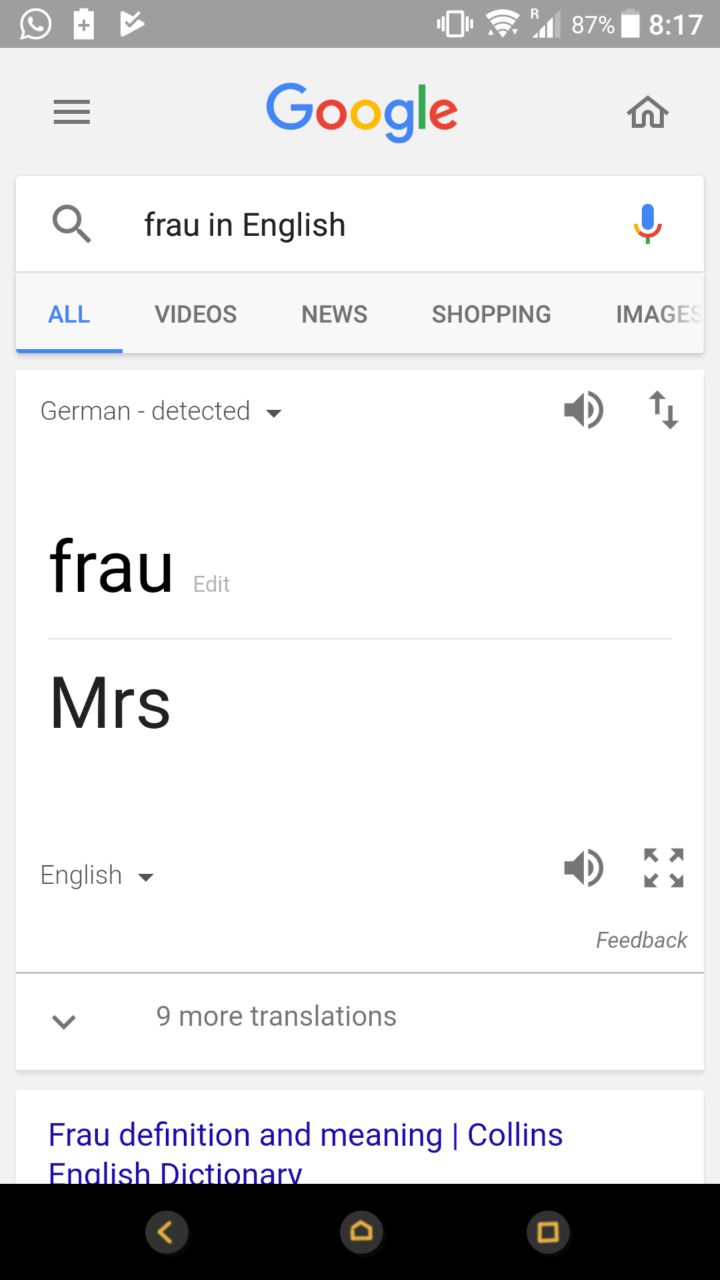 R 87% 8:17
Google
frau in English
ALL VIDEOS NEWS SHOPPING IMAGES
German - detected
frau Edit
Mrs
English
Feedback
9 more translations
Frau definition and meaning | Collins
English Dictionary